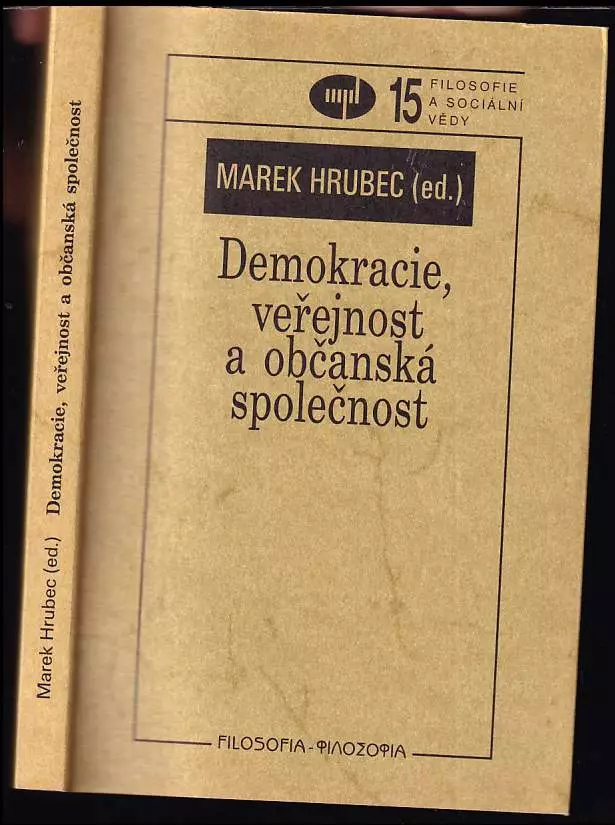 15 FILOSOFIE
A SOCIÁLNÍ
VĚDY
MAREK HRUBEC (ed.)
Demokracie,
veřejnost
a občanská
společnost
FILOSOFIA - ΦΙΛΟΣΟΦΙΑ
Marek Hrubec (ed.) Demokracie, veřejnost a občanská společnost